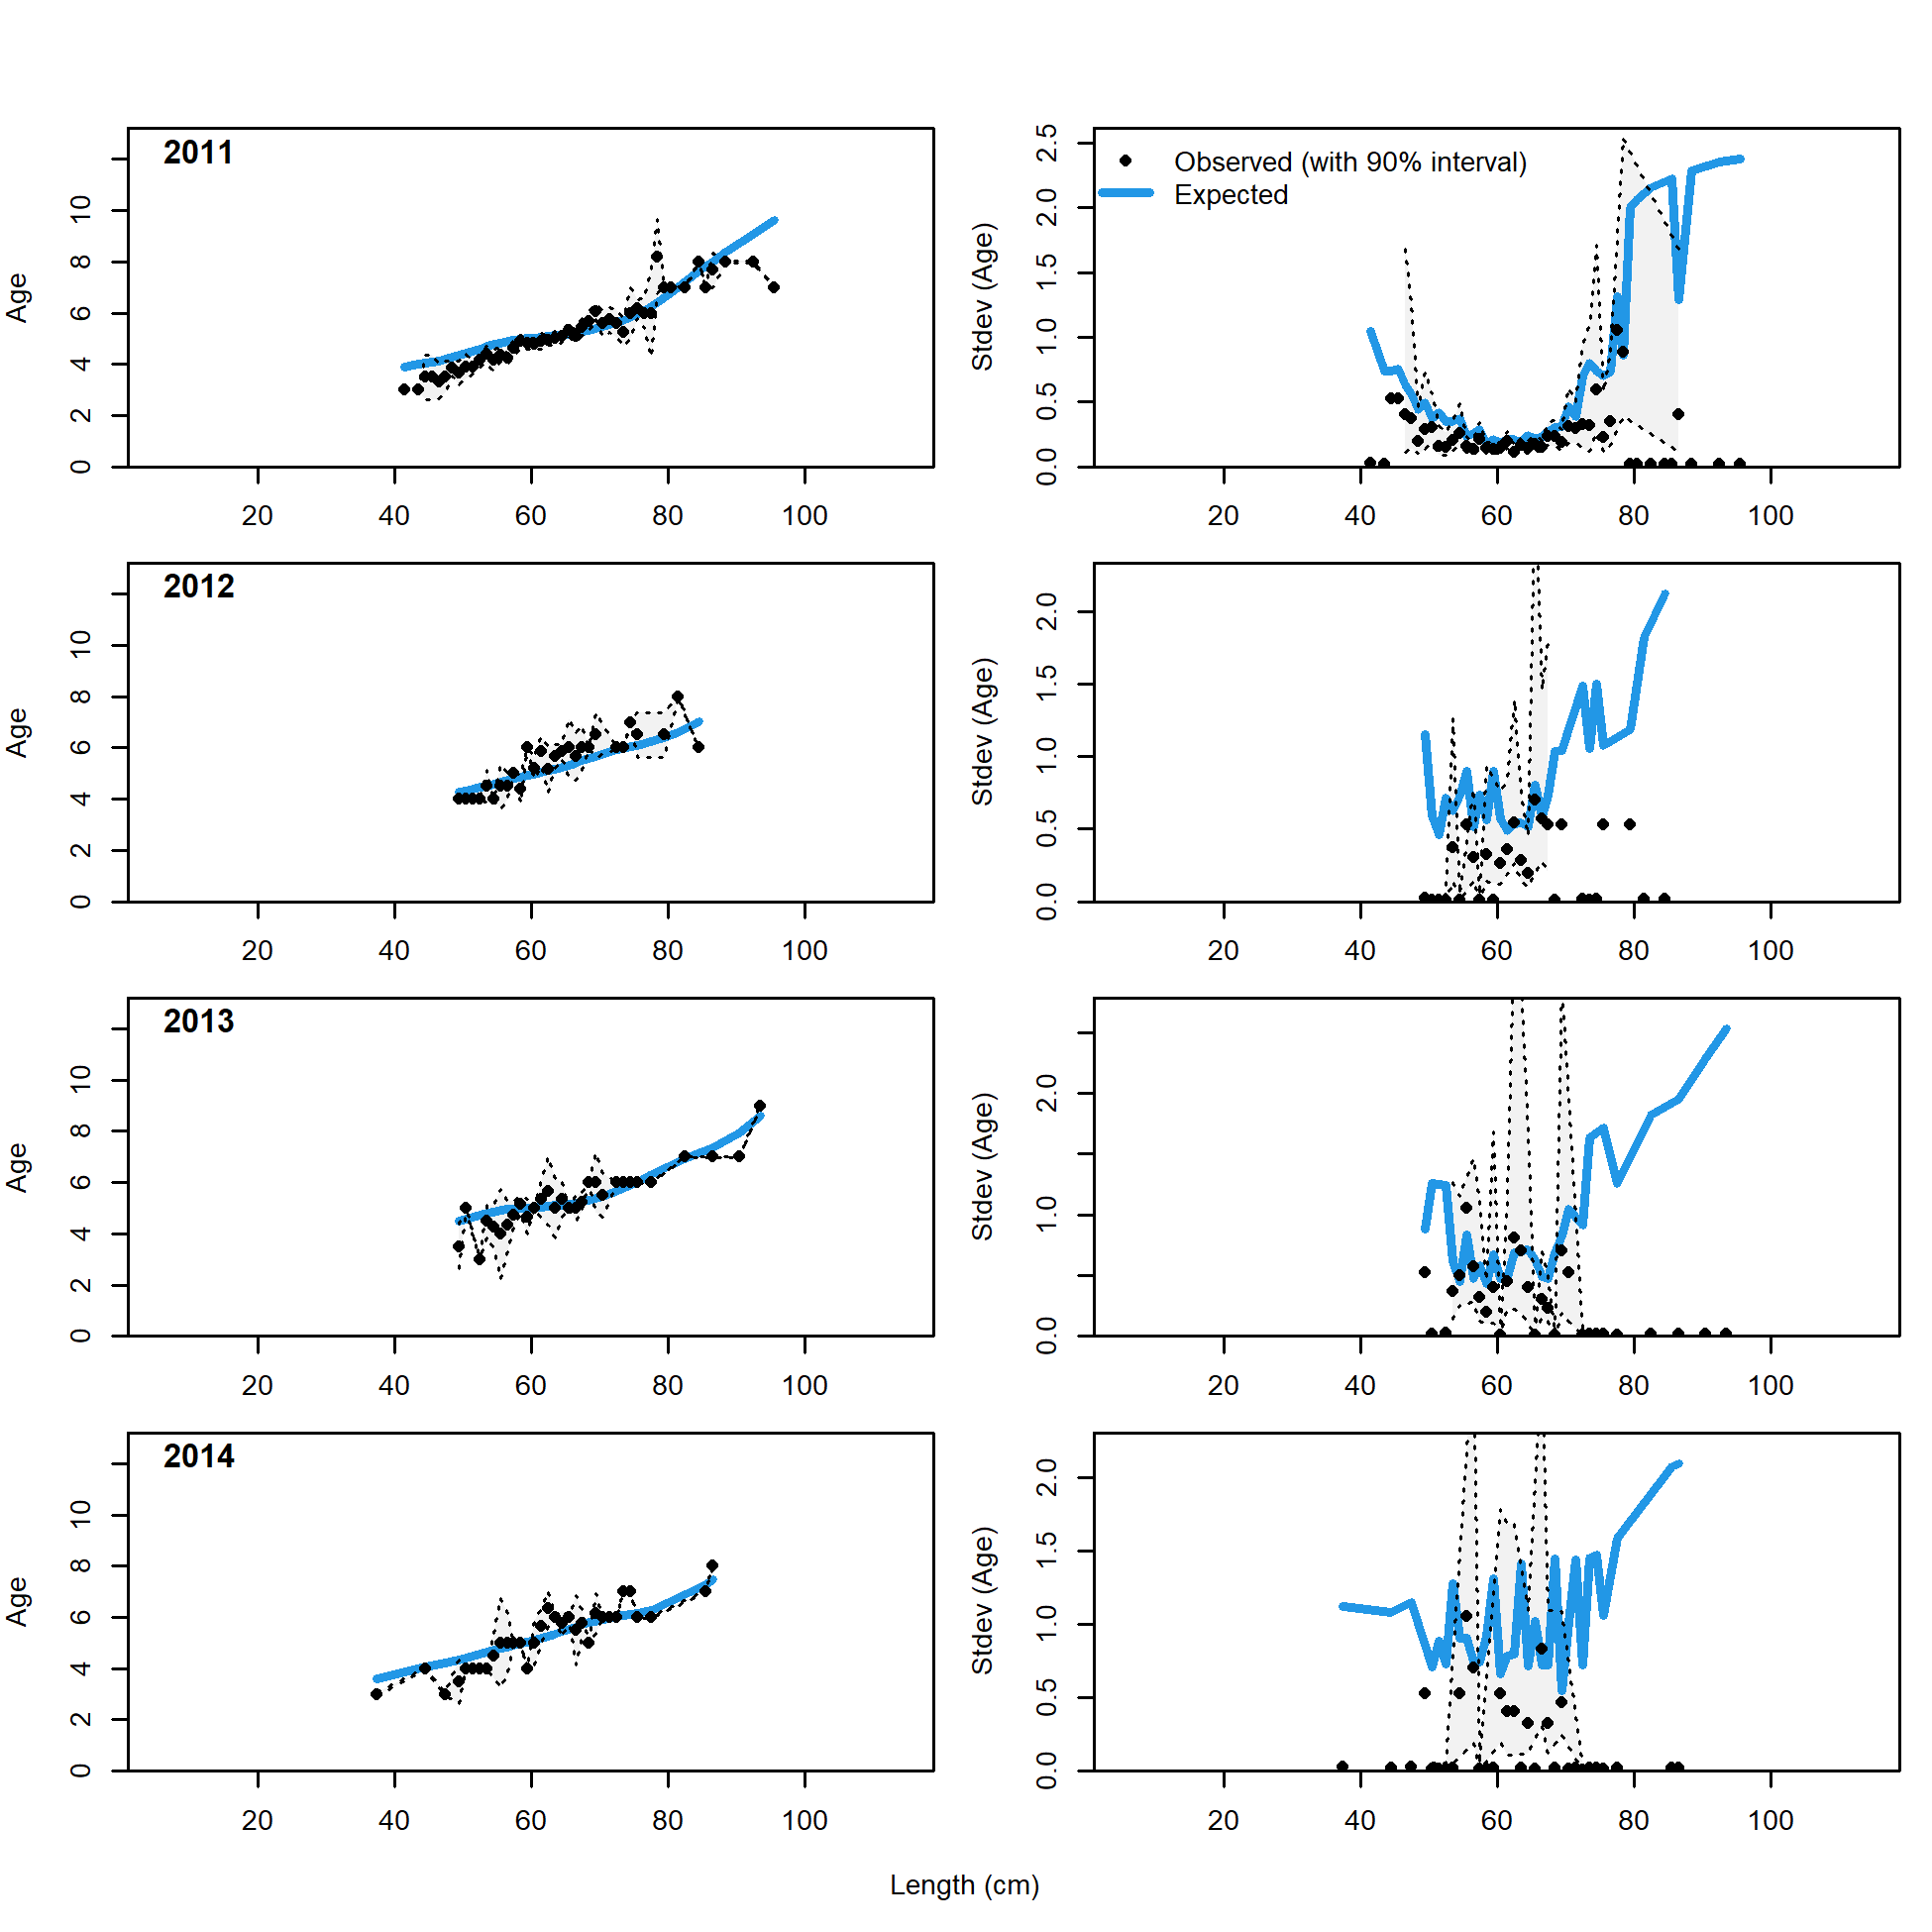 2011
Age
0 2 4 6 8 10
20 40 60 80 100
Observed (with 90% interval)
Expected
Stdev (Age)
0.0 0.5 1.0 1.5 2.0 2.5
20 40 60 80 100
2012
Age
0 2 4 6 8 10
20 40 60 80 100
Stdev (Age)
0.0 0.5 1.0 1.5 2.0
20 40 60 80 100
2013
Age
0 2 4 6 8 10
20 40 60 80 100
Stdev (Age)
0.0 1.0 2.0
20 40 60 80 100
2014
Age
0 2 4 6 8 10
20 40 60 80 100
Stdev (Age)
0.0 0.5 1.0 1.5 2.0
20 40 60 80 100
Length (cm)